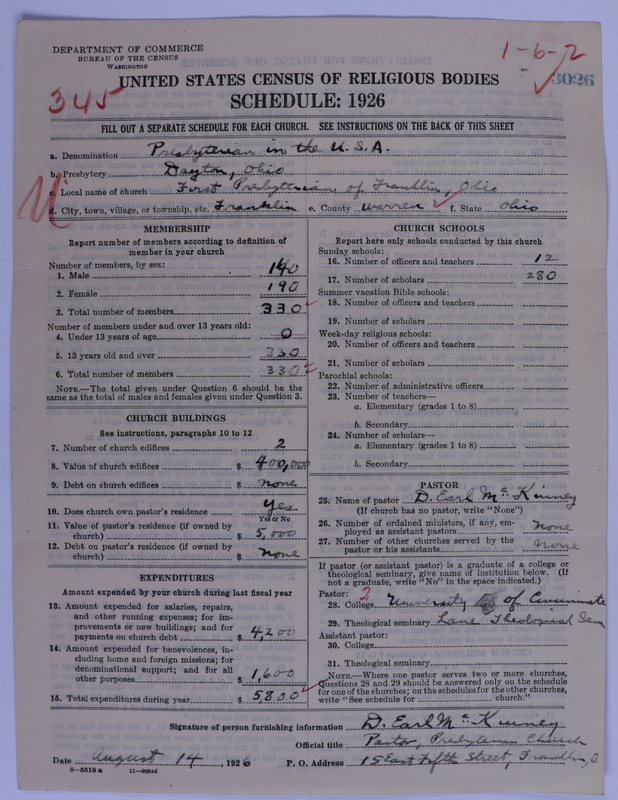 DEPARTMENT OF COMMERCE
BUREAU OF THE CENSUS
WASHINGTON
1-6-2
3026
UNITED STATES CENSUS OF RELIGIOUS BODIES
345
SCHEDULE: 1926
FILL OUT A SEPARATE SCHEDULE FOR EACH CHURCH. SEE INSTRUCTIONS ON THE BACK OF THIS SHEET
a. Denomination Presbyterian in the U.S.A.
b. Presbytery Dayton, Ohio
c. Local name of church First Presbyterian of Franklin, Ohio
d. City, town, village, or township, etc. Franklin e. County Warren f. State Ohio
MEMBERSHIP
Report number of members according to definition of
member in your church
Number of members, by sex:
1. Male 140
2. Female 190
3. Total number of members 330
Number of members under and over 13 years old:
4. Under 13 years of age 0
5. 13 years old and over 330
6. Total number of members 330
NOTE.—The total given under Question 6 should be the
same as the total of males and females given under Question 3.
CHURCH BUILDINGS
See instructions, paragraphs 10 to 12
7. Number of church edifices 2
8. Value of church edifices $ 400,000
9. Debt on church edifices $ none
10. Does church own pastor's residence yes
Yes or No
11. Value of pastor's residence (if owned by
church) $ 5,000
12. Debt on pastor's residence (if owned by
church) $ none
EXPENDITURES
Amount expended by your church during last fiscal year
13. Amount expended for salaries, repairs,
and other running expenses; for im-
provements or new buildings; and for
payments on church debt $ 4,200
14. Amount expended for benevolences, in-
cluding home and foreign missions; for
denominational support; and for all
other purposes $ 1,600
15. Total expenditures during year $ 5,800
CHURCH SCHOOLS
Report here only schools conducted by this church
Sunday schools:
16. Number of officers and teachers 12
17. Number of scholars 280
Summer vacation Bible schools:
18. Number of officers and teachers
19. Number of scholars
Week-day religious schools:
20. Number of officers and teachers
21. Number of scholars
Parochial schools:
22. Number of administrative officers
23. Number of teachers—
a. Elementary (grades 1 to 8)
b. Secondary
24. Number of scholars—
a. Elementary (grades 1 to 8)
b. Secondary
PASTOR
25. Name of pastor D. Earl McKinney
(If church has no pastor, write "None")
26. Number of ordained ministers, if any, em-
ployed as assistant pastors none
27. Number of other churches served by the
pastor or his assistants none
If pastor (or assistant pastor) is a graduate of a college or
theological seminary, give name of institution below. (If
not a graduate, write "No" in the space indicated.)
Pastor: 2
28. College University of Cincinnati
29. Theological seminary Lane Theological Sem
Assistant pastor:
30. College
31. Theological seminary
NOTE.—Where one pastor serves two or more churches,
Questions 28 and 29 should be answered only on the schedule
for one of the churches; on the schedules for the other churches,
write "See schedule for church."
Signature of person furnishing information D. Earl McKinney
Official title Pastor, Presbyterian Church
Date August 14, 1926 P. O. Address 15 East Fifth Street, Franklin, O
8-5518 a